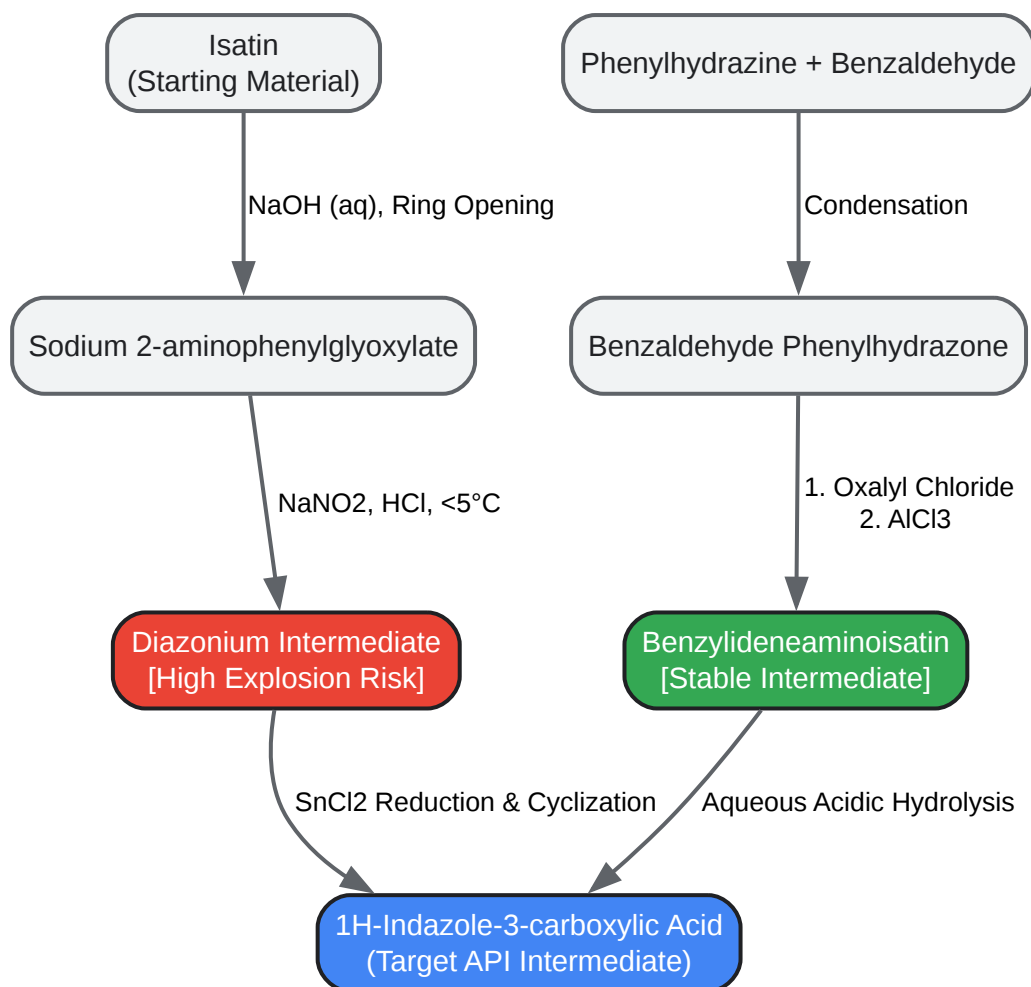 Isatin
(Starting Material)
Phenylhydrazine + Benzaldehyde
NaOH (aq), Ring Opening
Condensation
Sodium 2-aminophenylglyoxylate
Benzaldehyde Phenylhydrazone
NaNO2, HCl, <5°C
1. Oxalyl Chloride
2. AlCl3
Diazonium Intermediate
[High Explosion Risk]
Benzylideneaminoisatin
[Stable Intermediate]
SnCl2 Reduction & Cyclization
Aqueous Acidic Hydrolysis
1H-Indazole-3-carboxylic Acid
(Target API Intermediate)